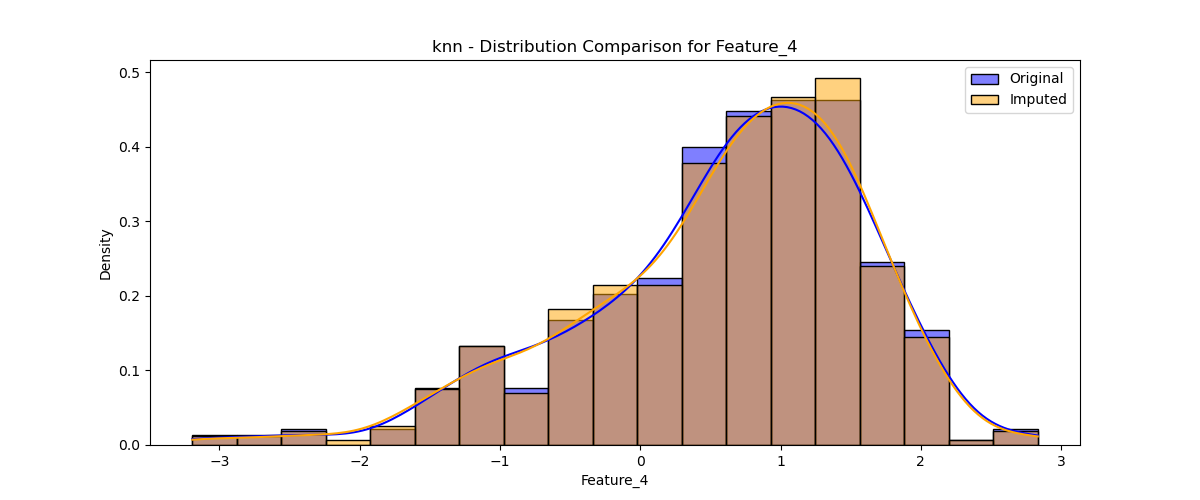 knn - Distribution Comparison for Feature_4
Original
Imputed
Density
0.5
0.4
0.3
0.2
0.1
0.0
−3
−2
−1
0
1
2
3
Feature_4